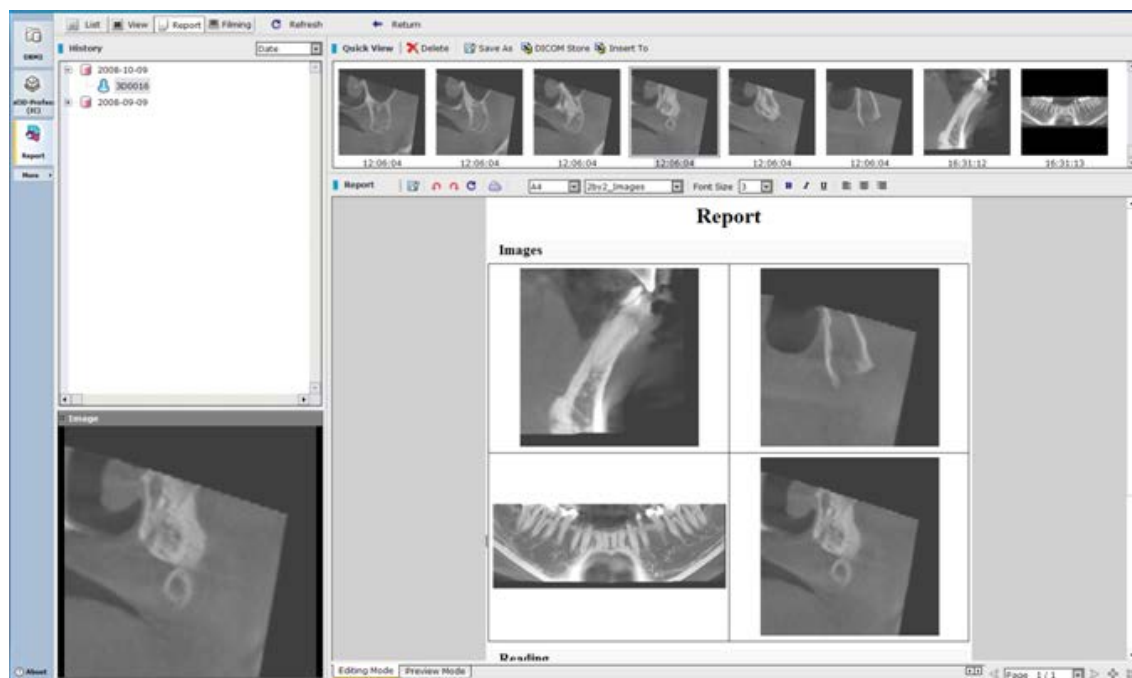 List View Report Filming Refresh Return
DBM2
(3C)
Report
More
History Date
2008-10-09
3D0016
2008-09-09
Quick View Delete Save As DICOM Store Insert To
12:06:04 12:06:04 12:06:04 12:06:04 12:06:04 12:06:04 16:31:12 16:31:13
Report A4 2by2_Images Font Size 3 B I U
Report
Images
Image
Reading
Editing Mode Preview Mode Page 1/1
About